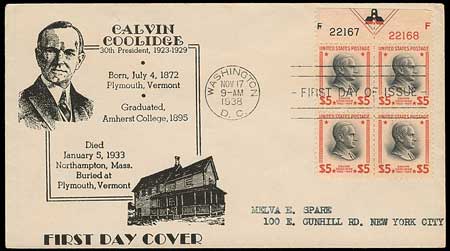 CALVIN
COOLIDGE
30th President, 1923-1929
Born, July 4, 1872
Plymouth, Vermont
Graduated,
Amherst College, 1895
Died
January 5, 1933
Northampton, Mass.
Buried at
Plymouth, Vermont
FIRST DAY COVER
WASHINGTON
NOV 17
9-AM
1938
D. C.
FIRST DAY OF ISSUE
F 22167 22168 F
UNITED STATES POSTAGE UNITED STATES POSTAGE
$5 $5 $5 $5
UNITED STATES POSTAGE UNITED STATES POSTAGE
$5 $5 $5 $5
MELVA E. SPARE
100 E. GUNHILL RD. NEW YORK CITY